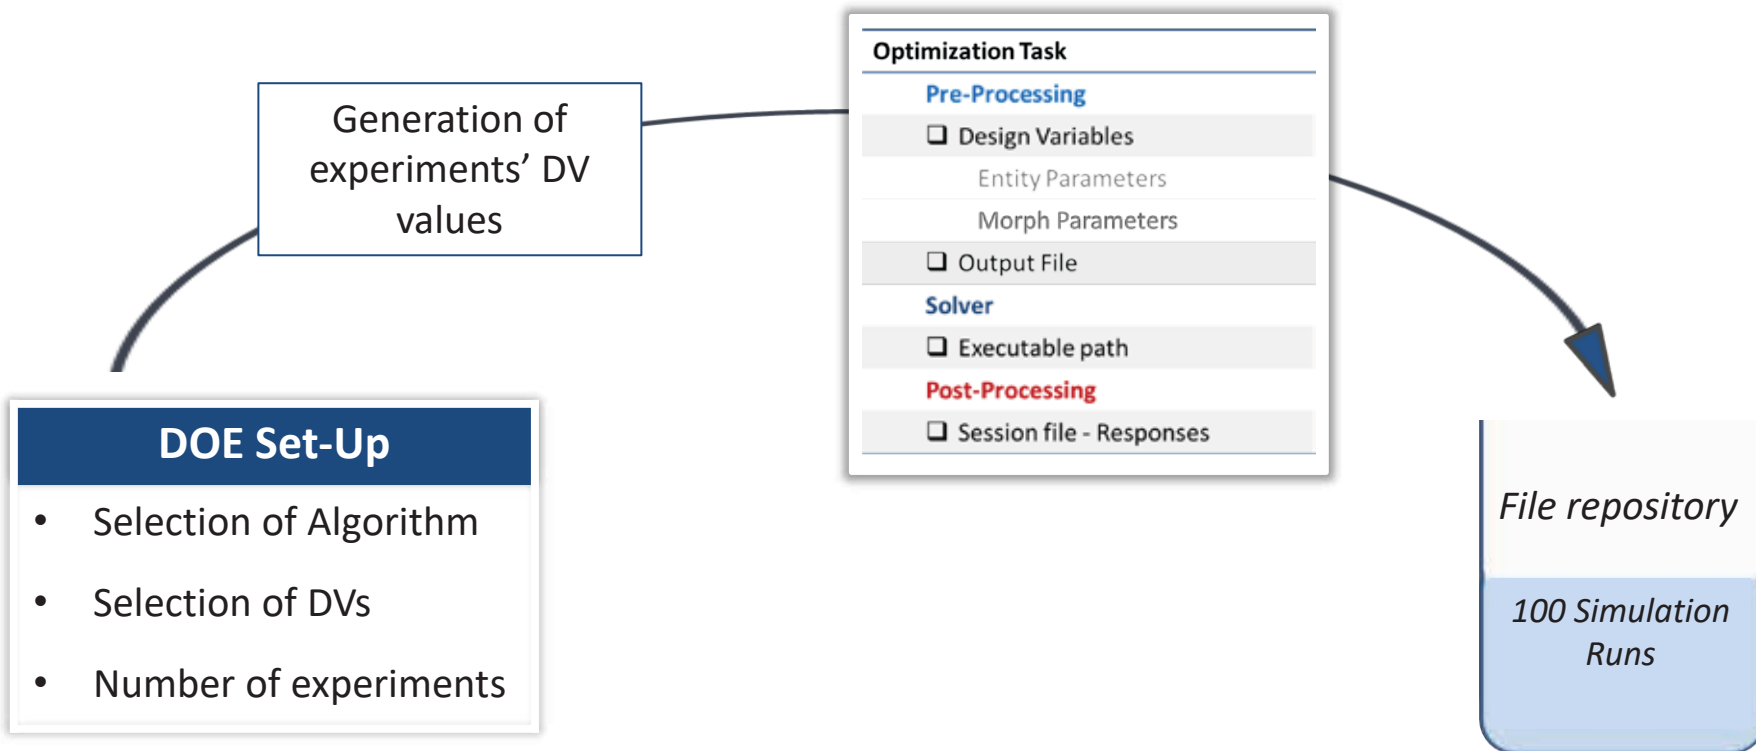 Generation of
experiments’ DV
values
Optimization Task
Pre-Processing
❑ Design Variables
Entity Parameters
Morph Parameters
❑ Output File
Solver
❑ Executable path
Post-Processing
❑ Session file - Responses
DOE Set-Up
• Selection of Algorithm
• Selection of DVs
• Number of experiments
File repository
100 Simulation
Runs